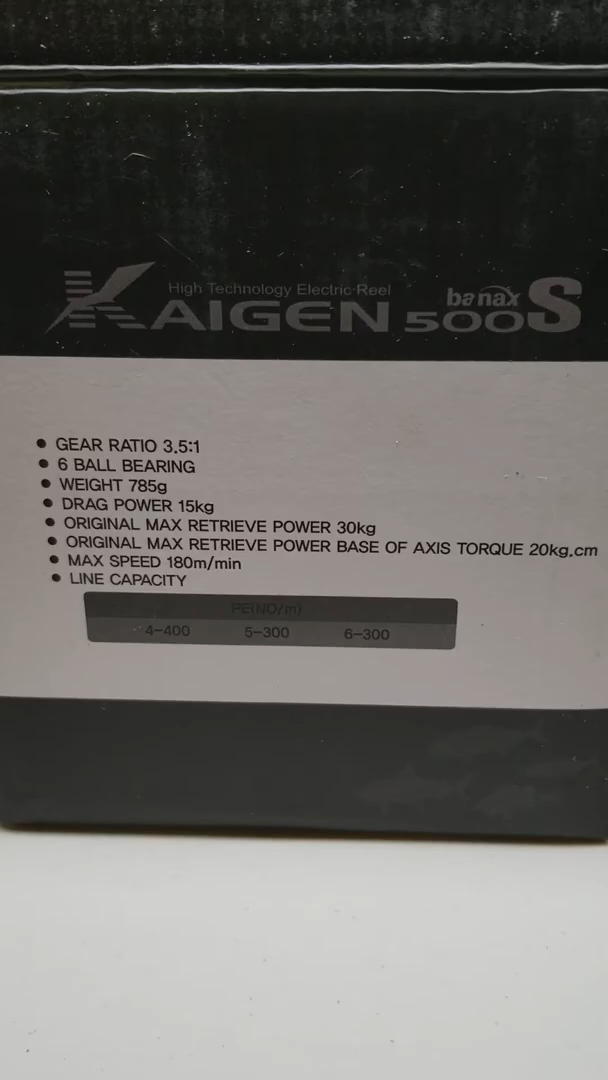 High Technology Electric Reel
banax
KAIGEN 500S
● GEAR RATIO 3.5:1
● 6 BALL BEARING
● WEIGHT 785g
● DRAG POWER 15kg
● ORIGINAL MAX RETRIEVE POWER 30kg
● ORIGINAL MAX RETRIEVE POWER BASE OF AXIS TORQUE 20kg.cm
● MAX SPEED 180m/min
● LINE CAPACITY
PE(NO/m)
4-400 5-300 6-300